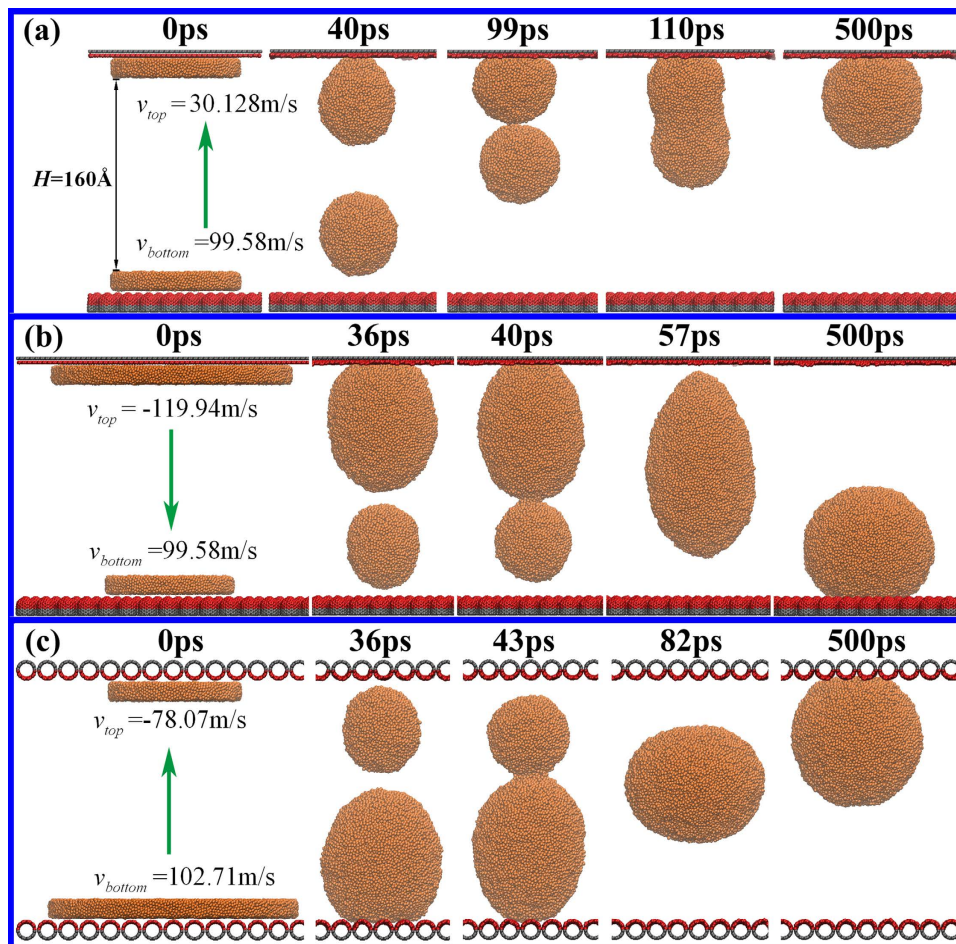 (a) 0ps 40ps 99ps 110ps 500ps
v_top = 30.128m/s
H=160Å
v_bottom =99.58m/s
(b) 0ps 36ps 40ps 57ps 500ps
v_top = -119.94m/s
v_bottom =99.58m/s
(c) 0ps 36ps 43ps 82ps 500ps
v_top =-78.07m/s
v_bottom =102.71m/s